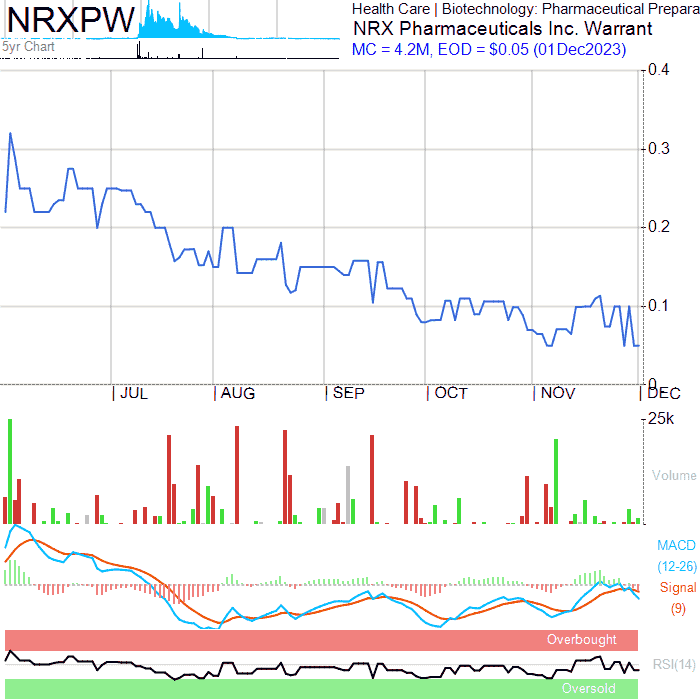 NRXPW
5yr Chart
Health Care | Biotechnology: Pharmaceutical Prepara
NRX Pharmaceuticals Inc. Warrant
MC = 4.2M, EOD = $0.05 (01Dec2023)
0.4
0.3
0.2
0.1
0
JUL
AUG
SEP
OCT
NOV
DEC
25k
Volume
MACD
(12-26)
Signal
(9)
Overbought
RSI(14)
Oversold